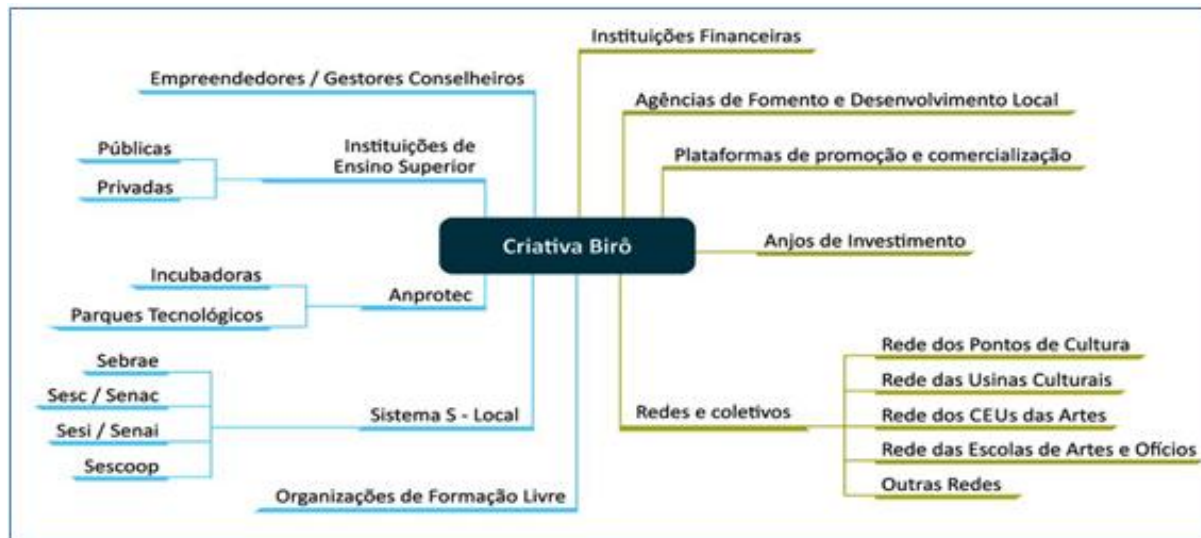 Instituições Financeiras
Empreendedores / Gestores Conselheiros
Agências de Fomento e Desenvolvimento Local
Instituições de
Ensino Superior
Públicas
Privadas
Plataformas de promoção e comercialização
Criativa Birô
Anjos de Investimento
Anprotec
Incubadoras
Parques Tecnológicos
Sistema S - Local
Sebrae
Sesc / Senac
Sesi / Senai
Sescoop
Organizações de Formação Livre
Redes e coletivos
Rede dos Pontos de Cultura
Rede das Usinas Culturais
Rede dos CEUs das Artes
Rede das Escolas de Artes e Ofícios
Outras Redes